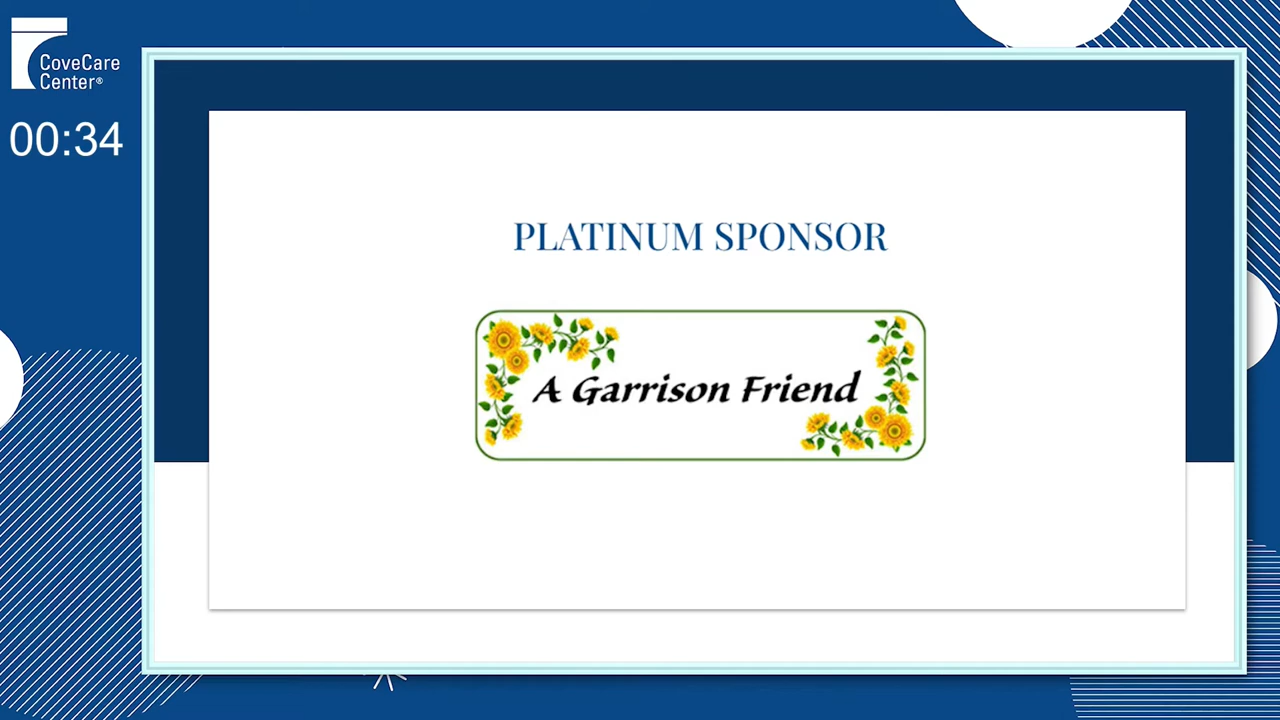 CoveCare
Center®
00:34
PLATINUM SPONSOR
A Garrison Friend